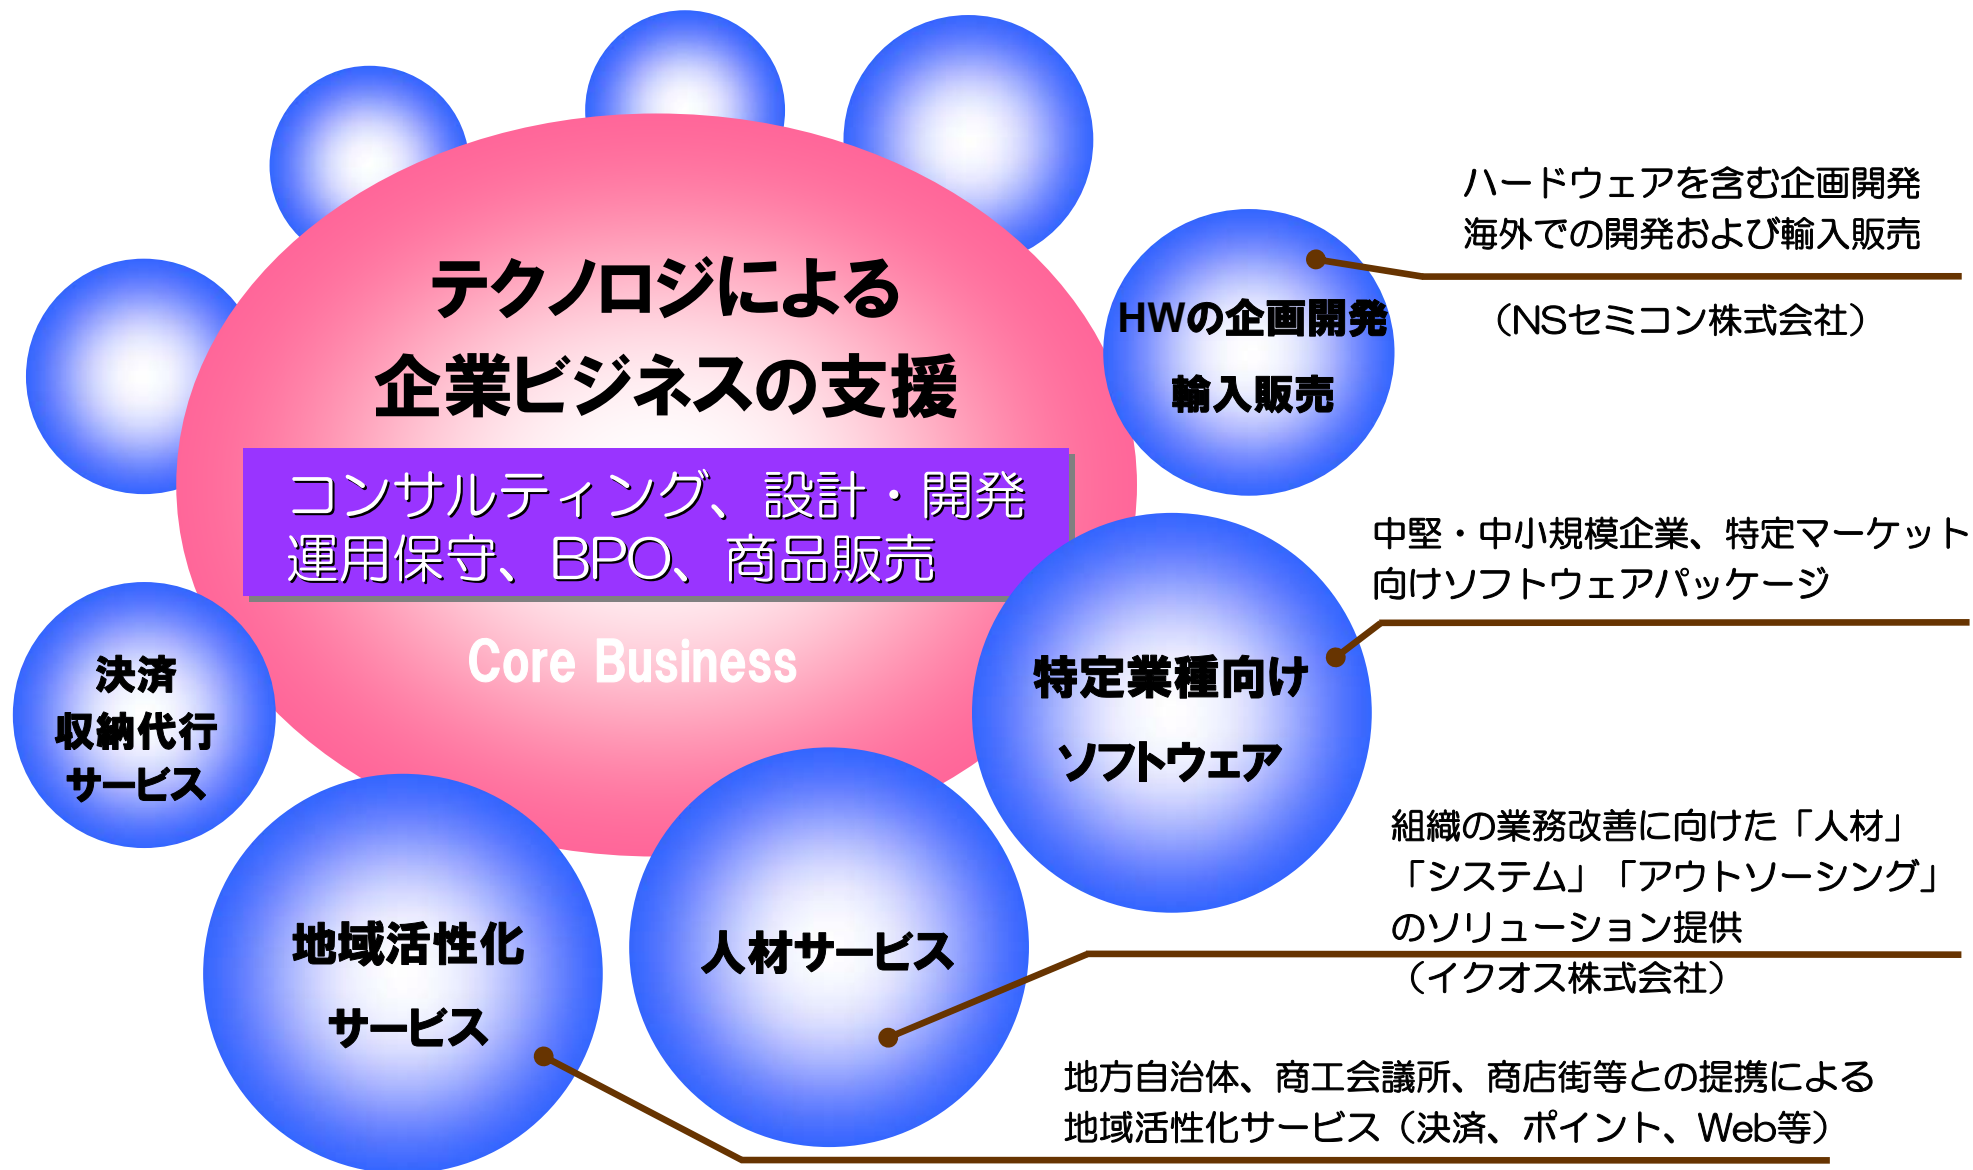 テクノロジによる
企業ビジネスの支援
コンサルティング、設計・開発
運用保守、BPO、商品販売
Core Business
ハードウェアを含む企画開発
海外での開発および輸入販売
（NSセミコン株式会社）
HWの企画開発
輸入販売
中堅・中小規模企業、特定マーケット
向けソフトウェアパッケージ
特定業種向け
ソフトウェア
組織の業務改善に向けた「人材」
「システム」「アウトソーシング」
のソリューション提供
（イクオス株式会社）
人材サービス
地方自治体、商工会議所、商店街等との提携による
地域活性化サービス（決済、ポイント、Web等）
地域活性化
サービス
決済
収納代行
サービス